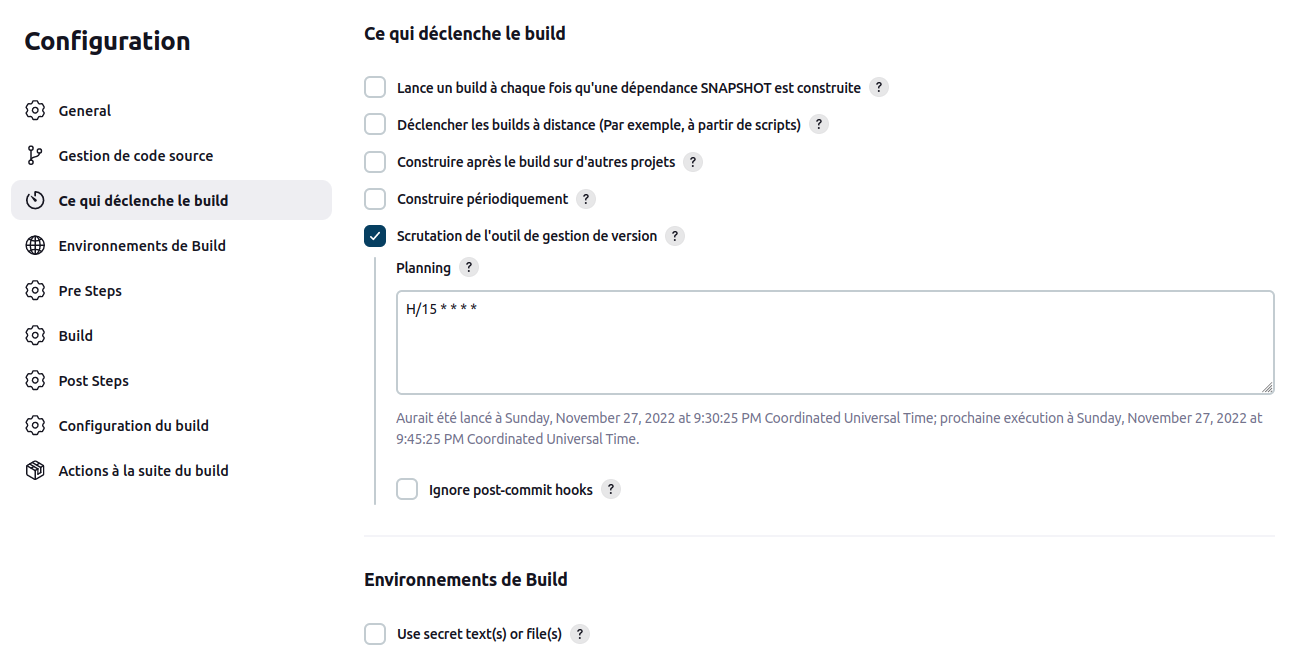 Configuration
General
Gestion de code source
Ce qui déclenche le build
Environnements de Build
Pre Steps
Build
Post Steps
Configuration du build
Actions à la suite du build
Ce qui déclenche le build
Lance un build à chaque fois qu'une dépendance SNAPSHOT est construite ?
Déclencher les builds à distance (Par exemple, à partir de scripts) ?
Construire après le build sur d'autres projets ?
Construire périodiquement ?
Scrutation de l'outil de gestion de version ?
Planning ?
H/15 * * * *
Aurait été lancé à Sunday, November 27, 2022 at 9:30:25 PM Coordinated Universal Time; prochaine exécution à Sunday, November 27, 2022 at
9:45:25 PM Coordinated Universal Time.
Ignore post-commit hooks ?
Environnements de Build
Use secret text(s) or file(s) ?